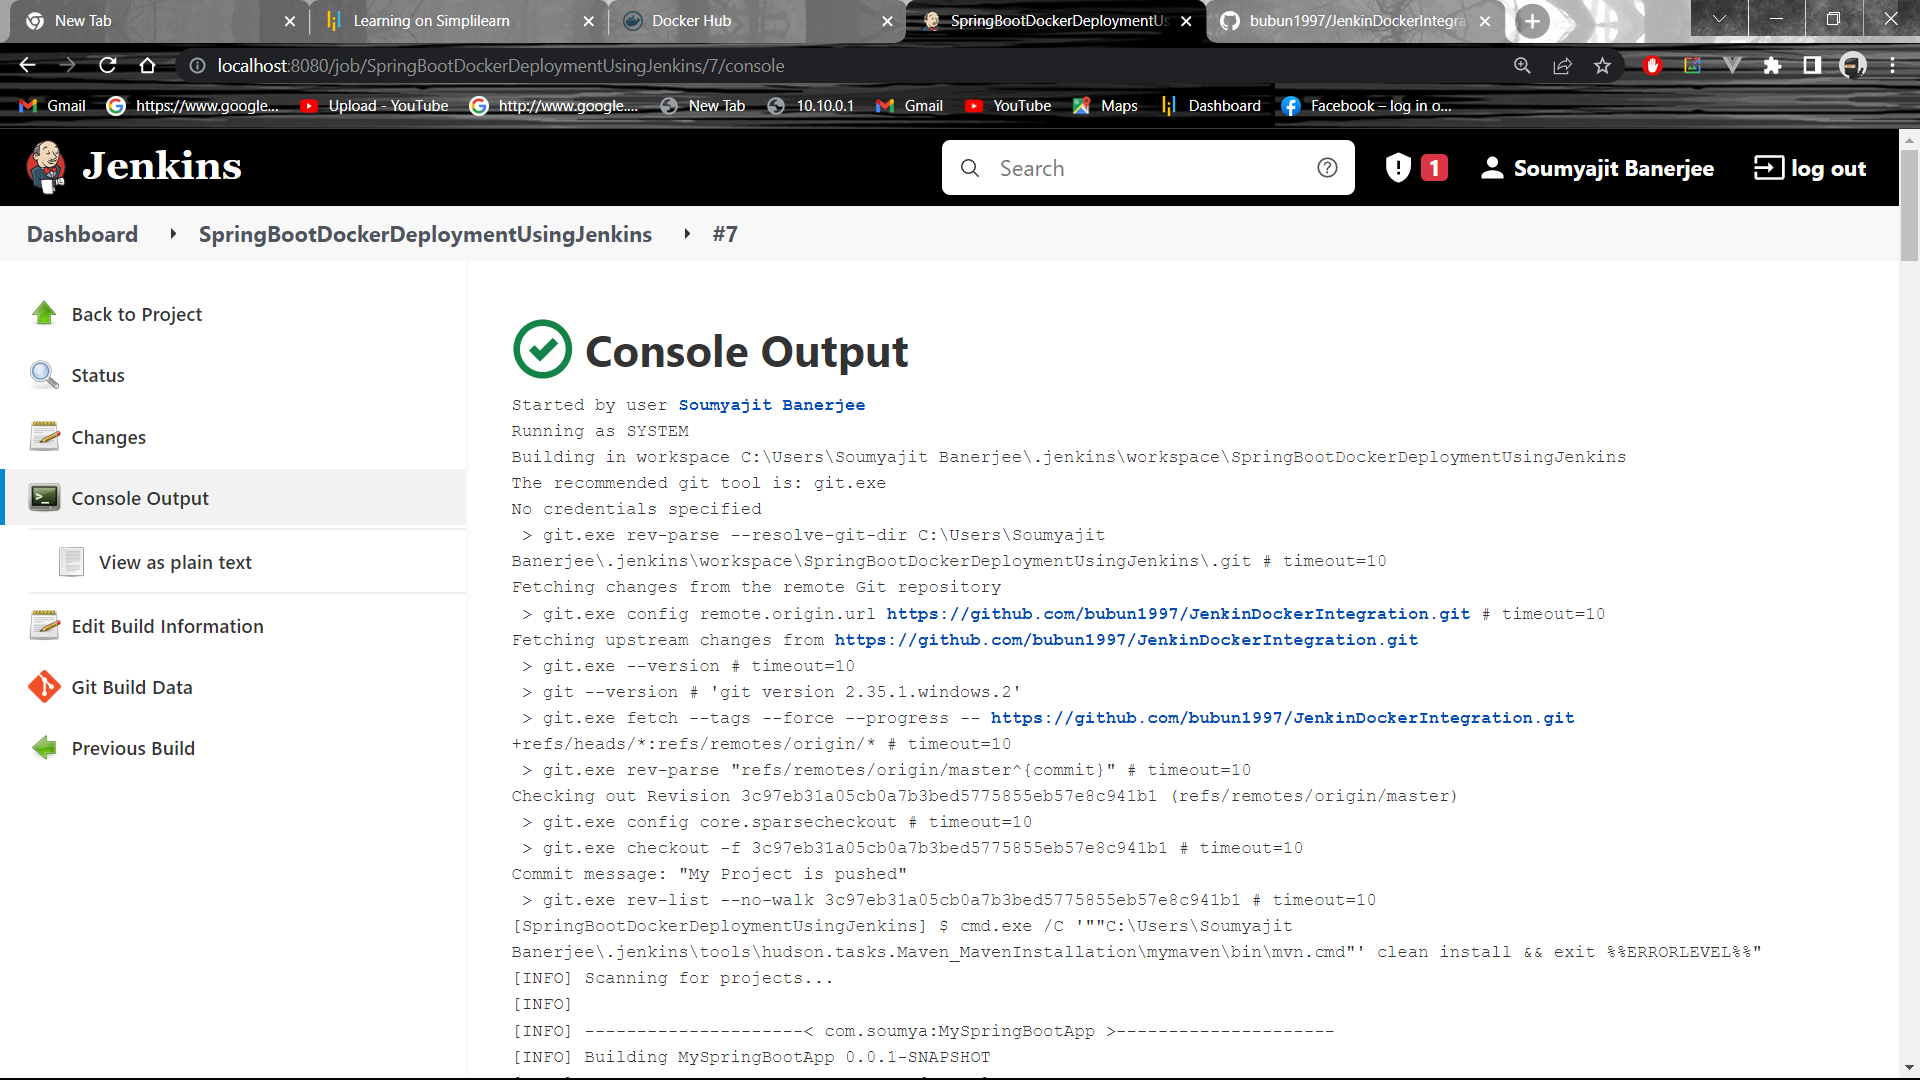 New Tab
Learning on Simplilearn
Docker Hub
SpringBootDockerDeploymentUs
bubun1997/JenkinDockerIntegra
localhost:8080/job/SpringBootDockerDeploymentUsingJenkins/7/console
Gmail
https://www.google...
Upload - YouTube
http://www.google....
New Tab
10.10.0.1
Gmail
YouTube
Maps
Dashboard
Facebook – log in o...
Jenkins
Search
1
Soumyajit Banerjee
log out
Dashboard
SpringBootDockerDeploymentUsingJenkins
#7
Back to Project
Status
Changes
Console Output
View as plain text
Edit Build Information
Git Build Data
Previous Build
Console Output
Started by user Soumyajit Banerjee
Running as SYSTEM
Building in workspace C:\Users\Soumyajit Banerjee\.jenkins\workspace\SpringBootDockerDeploymentUsingJenkins
The recommended git tool is: git.exe
No credentials specified
> git.exe rev-parse --resolve-git-dir C:\Users\Soumyajit
Banerjee\.jenkins\workspace\SpringBootDockerDeploymentUsingJenkins\.git # timeout=10
Fetching changes from the remote Git repository
> git.exe config remote.origin.url https://github.com/bubun1997/JenkinDockerIntegration.git # timeout=10
Fetching upstream changes from https://github.com/bubun1997/JenkinDockerIntegration.git
> git.exe --version # timeout=10
> git --version # 'git version 2.35.1.windows.2'
> git.exe fetch --tags --force --progress -- https://github.com/bubun1997/JenkinDockerIntegration.git
+refs/heads/*:refs/remotes/origin/* # timeout=10
> git.exe rev-parse "refs/remotes/origin/master^{commit}" # timeout=10
Checking out Revision 3c97eb31a05cb0a7b3bed5775855eb57e8c941b1 (refs/remotes/origin/master)
> git.exe config core.sparsecheckout # timeout=10
> git.exe checkout -f 3c97eb31a05cb0a7b3bed5775855eb57e8c941b1 # timeout=10
Commit message: "My Project is pushed"
> git.exe rev-list --no-walk 3c97eb31a05cb0a7b3bed5775855eb57e8c941b1 # timeout=10
[SpringBootDockerDeploymentUsingJenkins] $ cmd.exe /C '""C:\Users\Soumyajit
Banerjee\.jenkins\tools\hudson.tasks.Maven_MavenInstallation\mymaven\bin\mvn.cmd"' clean install && exit %%ERRORLEVEL%%"
[INFO] Scanning for projects...
[INFO]
[INFO] ---------------------< com.soumya:MySpringBootApp >---------------------
[INFO] Building MySpringBootApp 0.0.1-SNAPSHOT